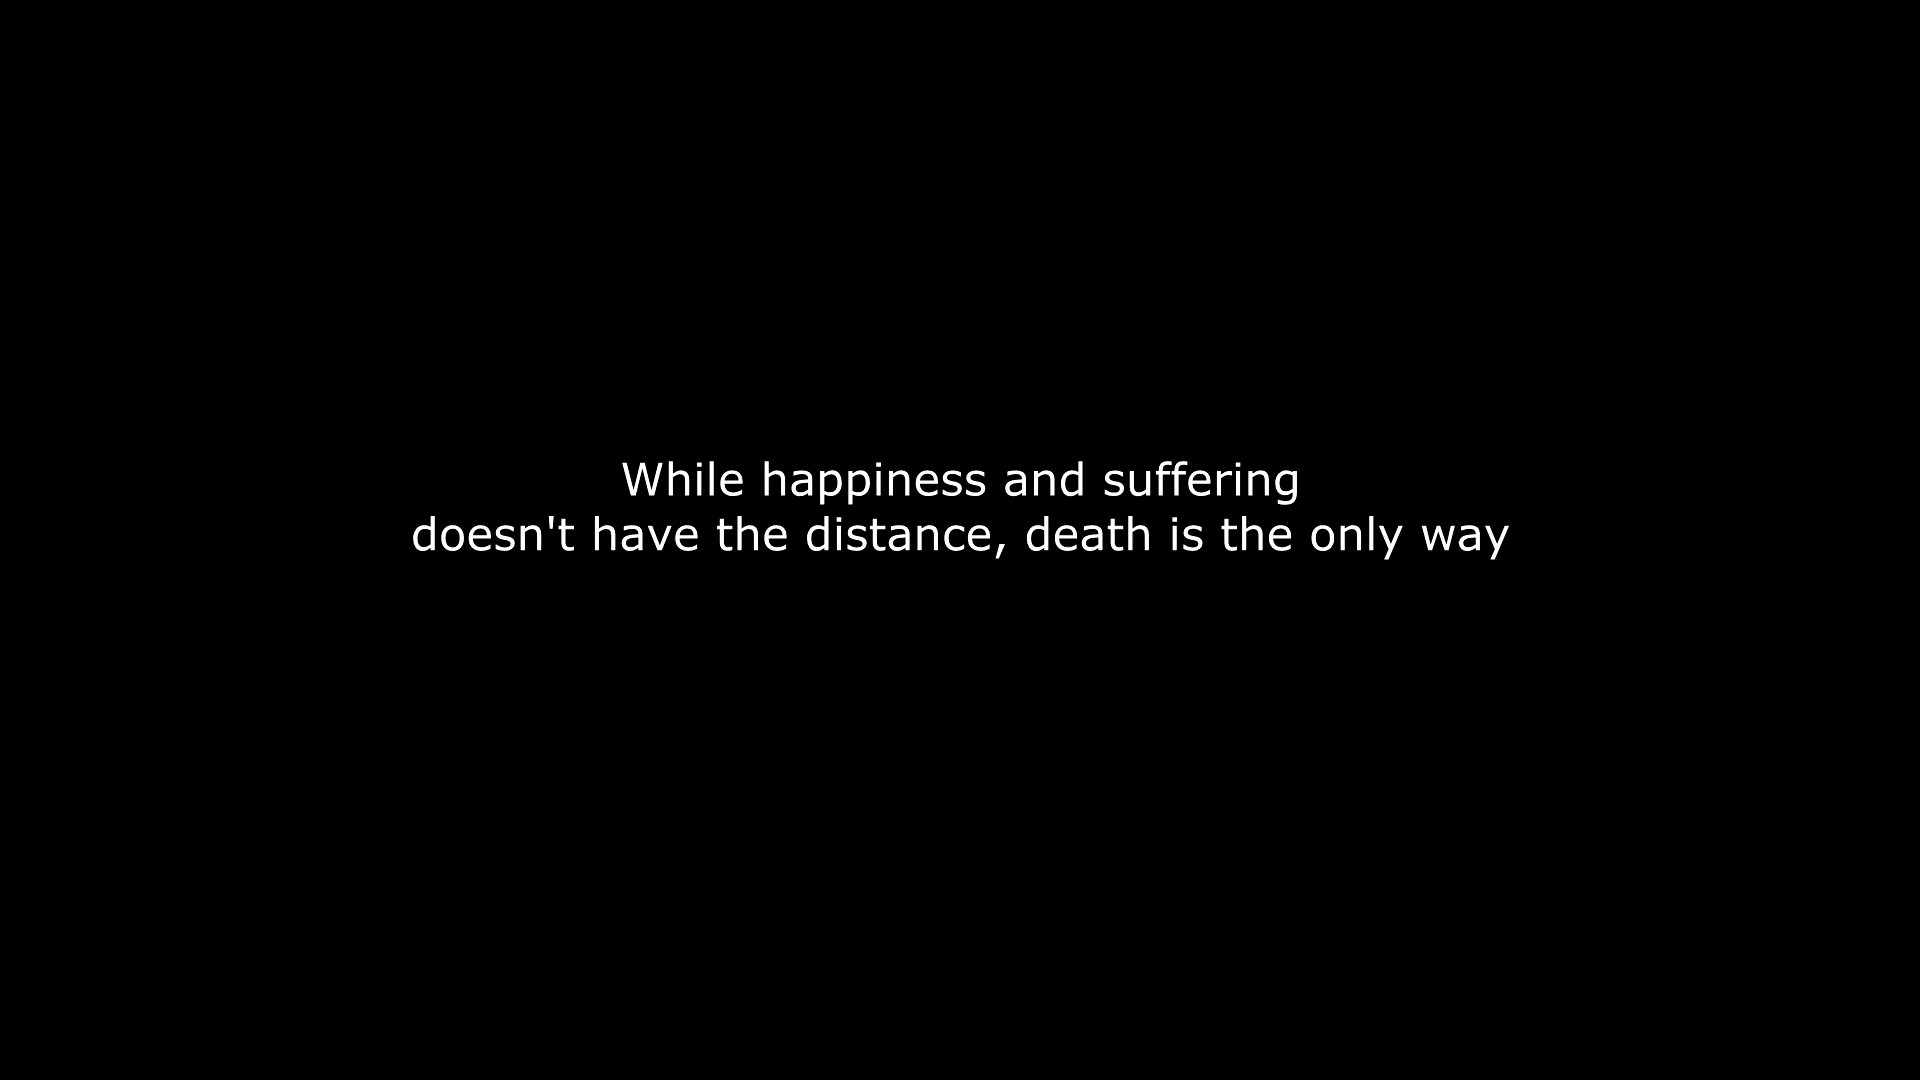 While happiness and suffering
doesn't have the distance, death is the only way